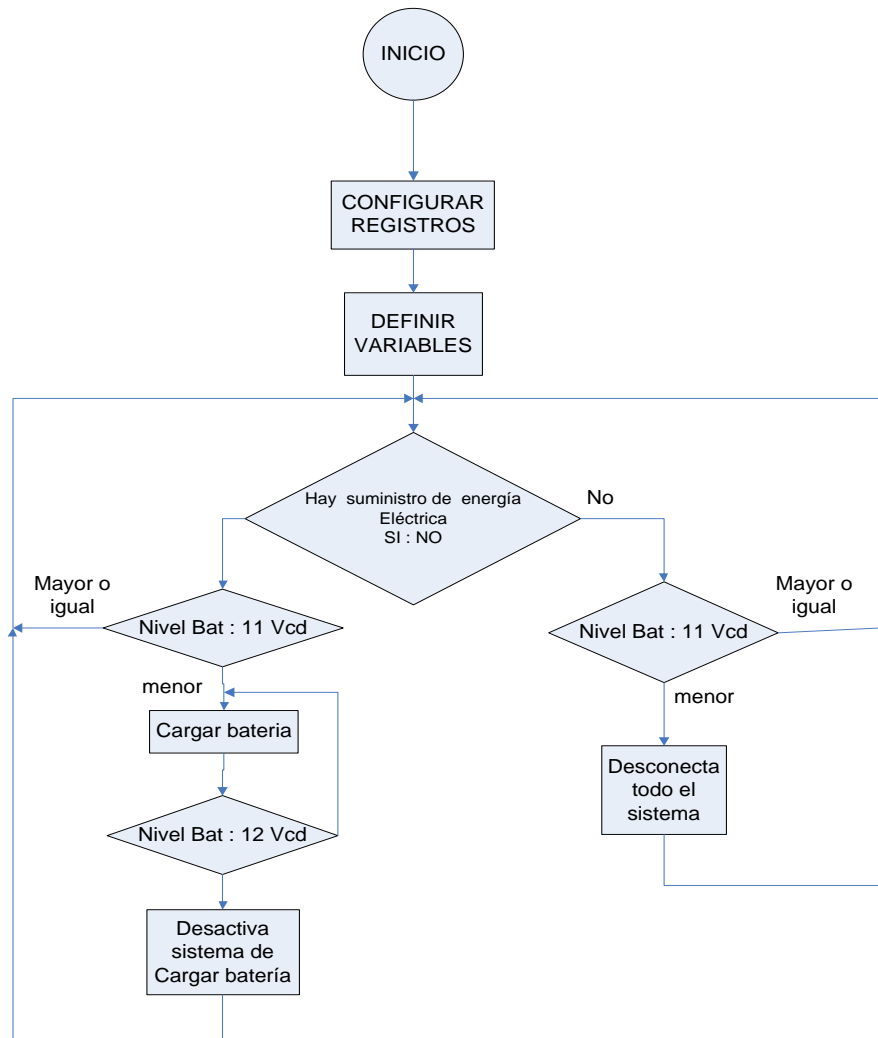 INICIO
CONFIGURAR
REGISTROS
DEFINIR
VARIABLES
Hay suministro de energía
Eléctrica
SI : NO
No
Mayor o
igual
Nivel Bat : 11 Vcd
menor
Cargar bateria
Nivel Bat : 12 Vcd
Desactiva
sistema de
Cargar batería
Mayor o
igual
Nivel Bat : 11 Vcd
menor
Desconecta
todo el
sistema